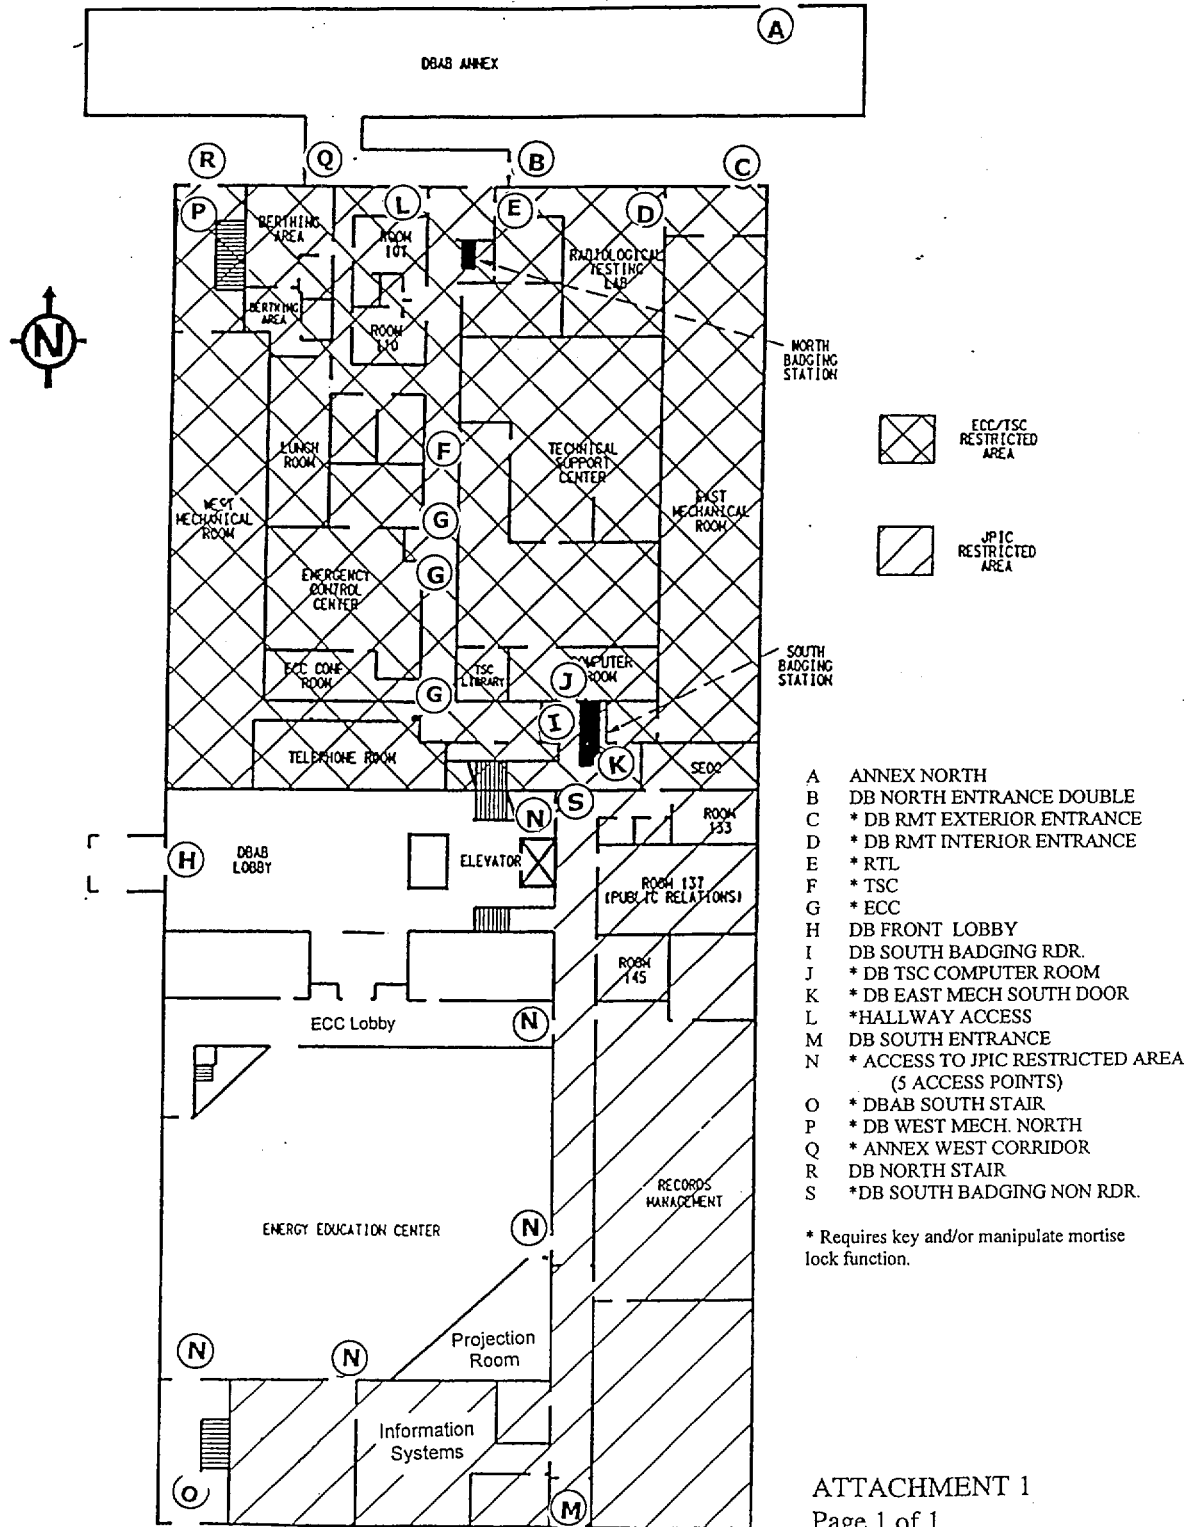 A
DBAB ANNEX
R
Q
B
C
P
BERTHING
AREA
L
E
D
ROOM
107
RADIOLOGICAL
TESTING
LAB
BERTHING
AREA
ROOM
110
N
NORTH
BADGING
STATION
LUNCH
ROOM
F
TECHNICAL
SUPPORT
CENTER
ECC/TSC
RESTRICTED
AREA
WEST
MECHANICAL
ROOM
G
EAST
MECHANICAL
ROOM
JPIC
RESTRICTED
AREA
EMERGENCY
CONTROL
CENTER
G
ECC CONF
ROOM
TSC
LIBRARY
COMPUTER
ROOM
SOUTH
BADGING
STATION
J
G
I
TELEPHONE ROOM
K
SEO2
S
N
ROOM
133
H
DBAB
LOBBY
ELEVATOR
ROOM 137
(PUBLIC RELATIONS)
ROOM
145
ECC Lobby
N
RECORDS
MANAGEMENT
ENERGY EDUCATION CENTER
N
Projection
Room
N
N
Information
Systems
O
M
A ANNEX NORTH
B DB NORTH ENTRANCE DOUBLE
C * DB RMT EXTERIOR ENTRANCE
D * DB RMT INTERIOR ENTRANCE
E * RTL
F * TSC
G * ECC
H DB FRONT LOBBY
I DB SOUTH BADGING RDR.
J * DB TSC COMPUTER ROOM
K * DB EAST MECH SOUTH DOOR
L *HALLWAY ACCESS
M DB SOUTH ENTRANCE
N * ACCESS TO JPIC RESTRICTED AREA
(5 ACCESS POINTS)
O * DBAB SOUTH STAIR
P * DB WEST MECH. NORTH
Q * ANNEX WEST CORRIDOR
R DB NORTH STAIR
S *DB SOUTH BADGING NON RDR.
* Requires key and/or manipulate mortise
lock function.
ATTACHMENT 1
Page 1 of 1